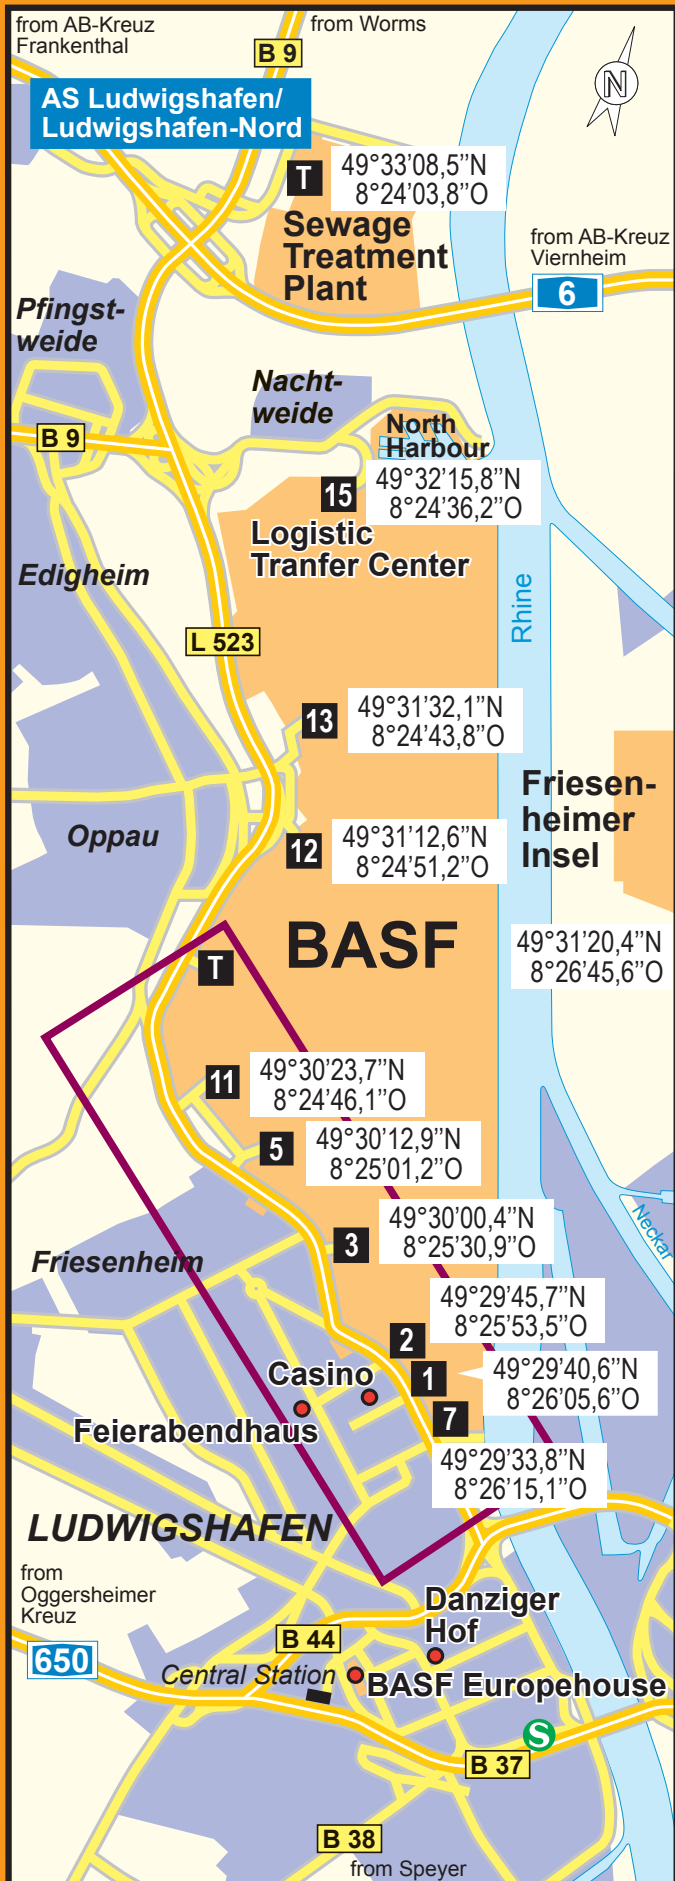 from AB-Kreuz
Frankenthal
from Worms
B 9
N
AS Ludwigshafen/
Ludwigshafen-Nord
T
49°33'08,5’’N
8°24'03,8’’O
Sewage
Treatment
Plant
from AB-Kreuz
Viernheim
6
Pfingst-
weide
Nacht-
weide
B 9
North
Harbour
15
49°32'15,8’’N
8°24'36,2’’O
Logistic
Tranfer Center
Edigheim
Rhine
L 523
13
49°31'32,1’’N
8°24'43,8’’O
Friesen-
heimer
Insel
Oppau
12
49°31'12,6’’N
8°24'51,2’’O
BASF
49°31'20,4’’N
8°26'45,6’’O
T
11
49°30'23,7’’N
8°24'46,1’’O
5
49°30'12,9’’N
8°25'01,2’’O
Neckar
3
49°30'00,4’’N
8°25'30,9’’O
Friesenheim
2
49°29'45,7’’N
8°25'53,5’’O
1
49°29'40,6’’N
8°26'05,6’’O
Casino
7
Feierabendhaus
49°29'33,8’’N
8°26'15,1’’O
LUDWIGSHAFEN
from
Oggersheimer
Kreuz
Danziger
Hof
B 44
650
Central Station
BASF Europehouse
S
B 37
B 38
from Speyer